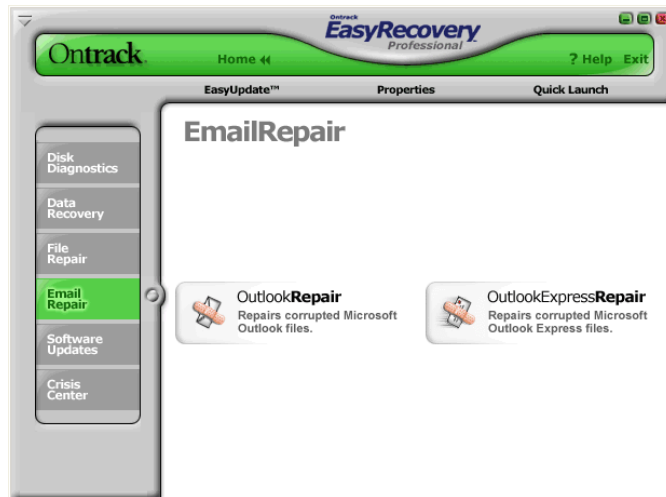 Ontrack
EasyRecovery™
Professional
Ontrack.
Home
? Help Exit
EasyUpdate™ Properties Quick Launch
EmailRepair
Disk
Diagnostics
Data
Recovery
File
Repair
Email
Repair
Software
Updates
Crisis
Center
OutlookRepair
Repairs corrupted Microsoft
Outlook files.
OutlookExpressRepair
Repairs corrupted Microsoft
Outlook Express files.